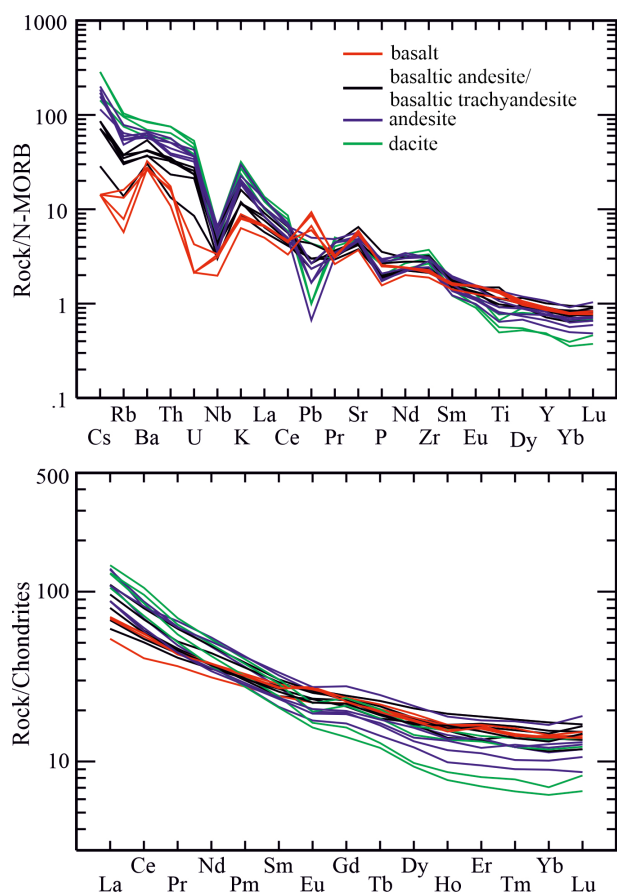 1000
100
10
1
.1
Rock/N-MORB
basalt
basaltic andesite/
basaltic trachyandesite
andesite
dacite
Rb Th Nb La Pb Sr Nd Sm Ti Y Lu
Cs Ba U K Ce Pr P Zr Eu Dy Yb
500
100
10
Rock/Chondrites
Ce Nd Sm Gd Dy Er Yb
La Pr Pm Eu Tb Ho Tm Lu